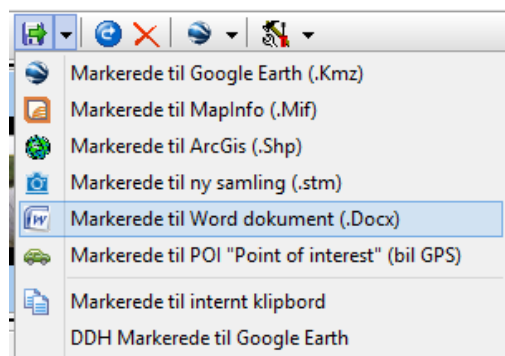 Markerede til Google Earth (.Kmz)
Markerede til MapInfo (.Mif)
Markerede til ArcGis (.Shp)
Markerede til ny samling (.stm)
Markerede til Word dokument (.Docx)
Markerede til POI "Point of interest" (bil GPS)
Markerede til internt klipbord
DDH Markerede til Google Earth